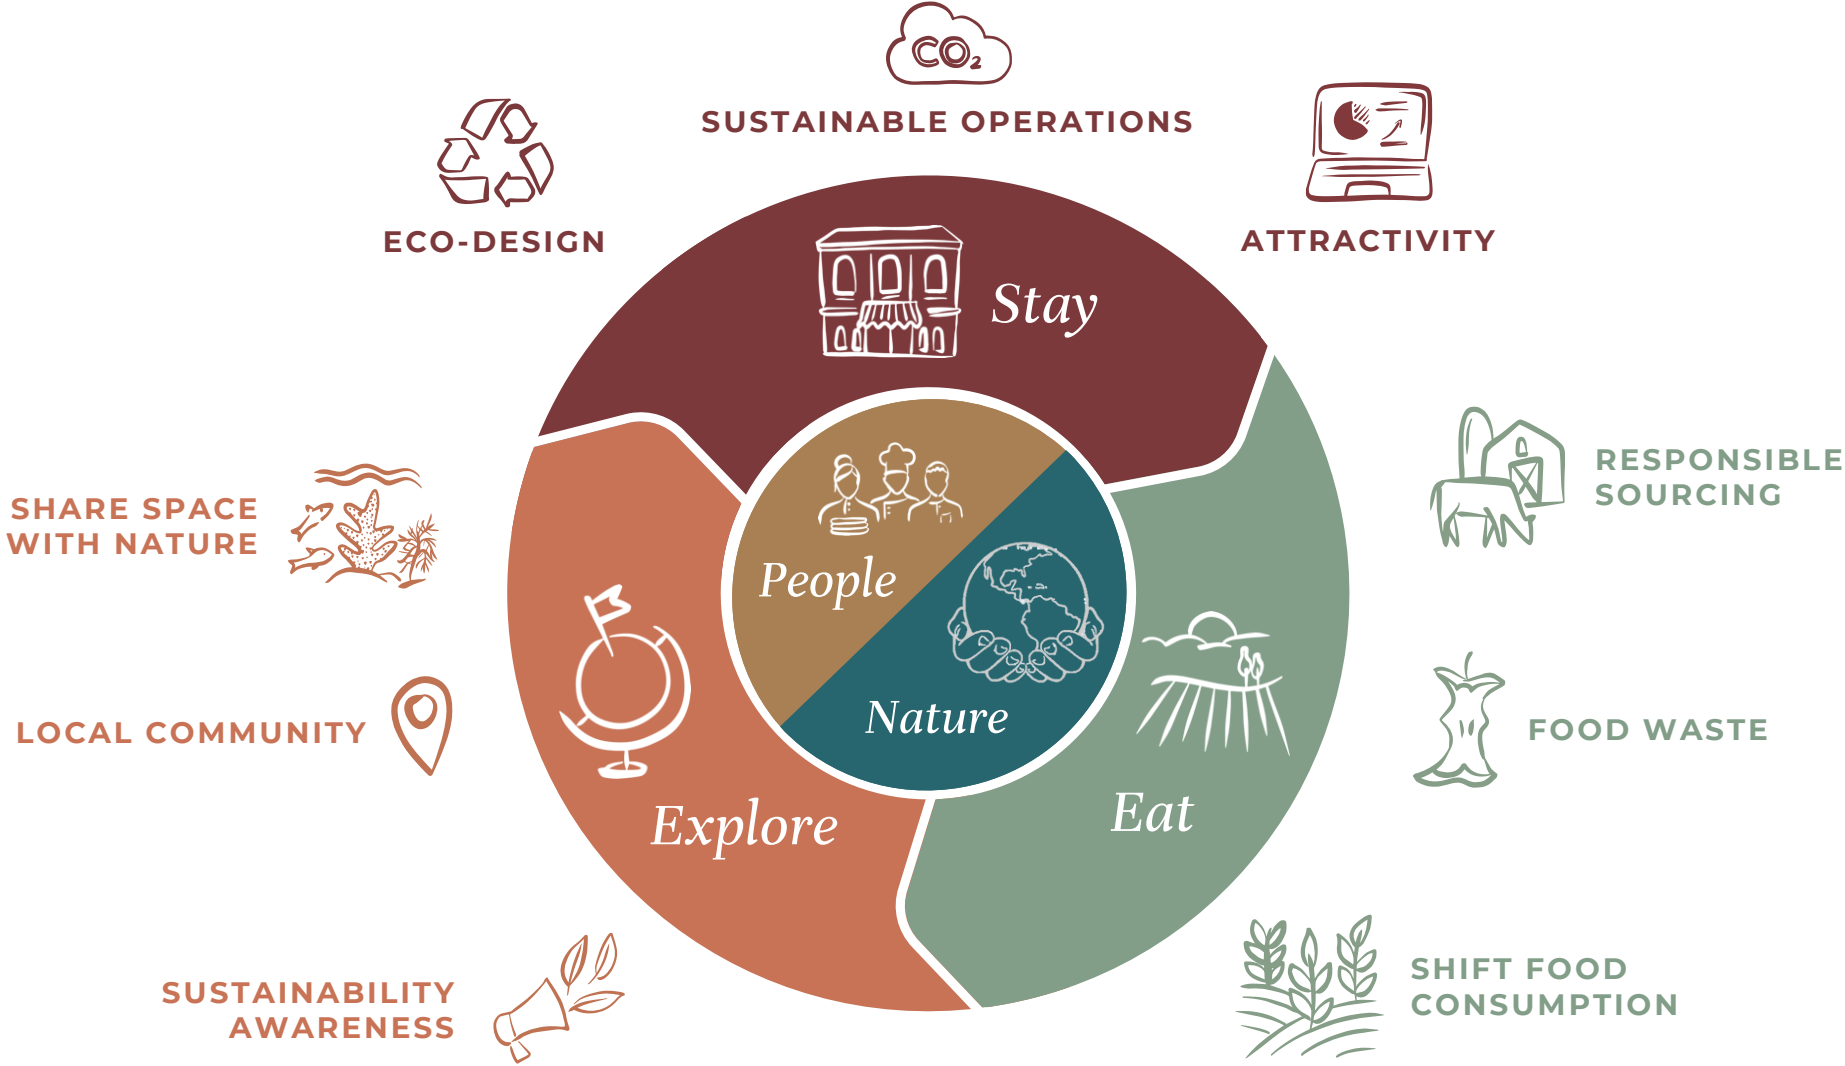 CO₂
SUSTAINABLE OPERATIONS
ECO-DESIGN
ATTRACTIVITY
Stay
RESPONSIBLE
SOURCING
SHARE SPACE
WITH NATURE
People
Nature
LOCAL COMMUNITY
FOOD WASTE
Explore
Eat
SUSTAINABILITY
AWARENESS
SHIFT FOOD
CONSUMPTION